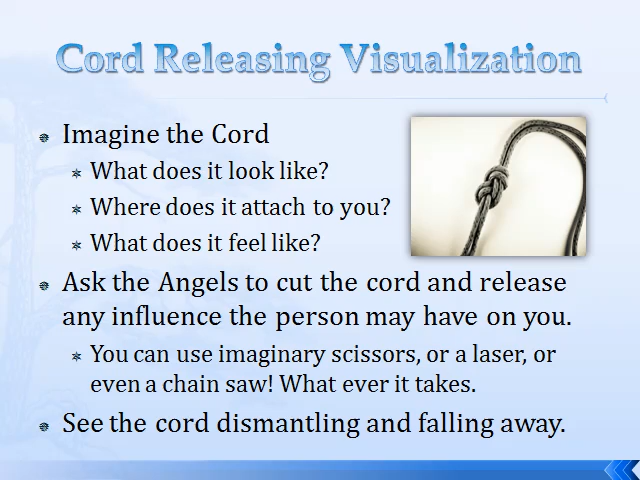 Cord Releasing Visualization
Imagine the Cord
What does it look like?
Where does it attach to you?
What does it feel like?
Ask the Angels to cut the cord and release
any influence the person may have on you.
You can use imaginary scissors, or a laser, or
even a chain saw! What ever it takes.
See the cord dismantling and falling away.